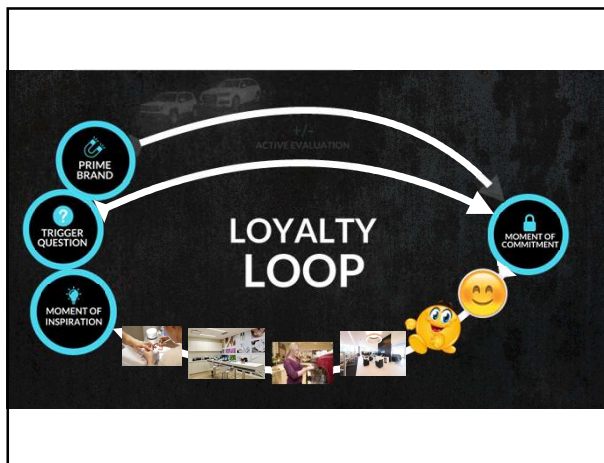 +/-
ACTIVE EVALUATION
PRIME
BRAND
TRIGGER
QUESTION
MOMENT OF
INSPIRATION
LOYALTY
LOOP
MOMENT OF
COMMITMENT